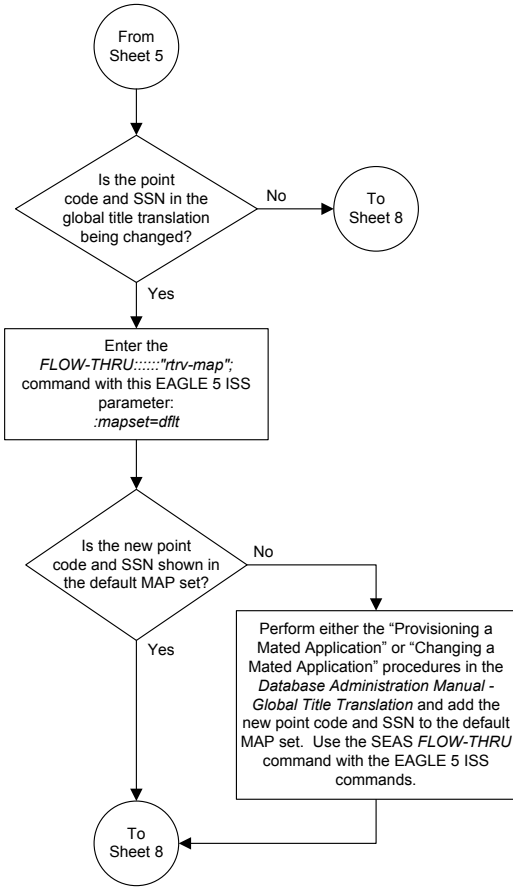 From
Sheet 5
Is the point
code and SSN in the
global title translation
being changed?
No
To
Sheet 8
Yes
Enter the
FLOW-THRU::::::"rtrv-map";
command with this EAGLE 5 ISS
parameter:
:mapset=dflt
Is the new point
code and SSN shown in
the default MAP set?
No
Yes
Perform either the “Provisioning a
Mated Application” or “Changing a
Mated Application” procedures in the
Database Administration Manual -
Global Title Translation and add the
new point code and SSN to the default
MAP set.  Use the SEAS FLOW-THRU
command with the EAGLE 5 ISS
commands.
To
Sheet 8